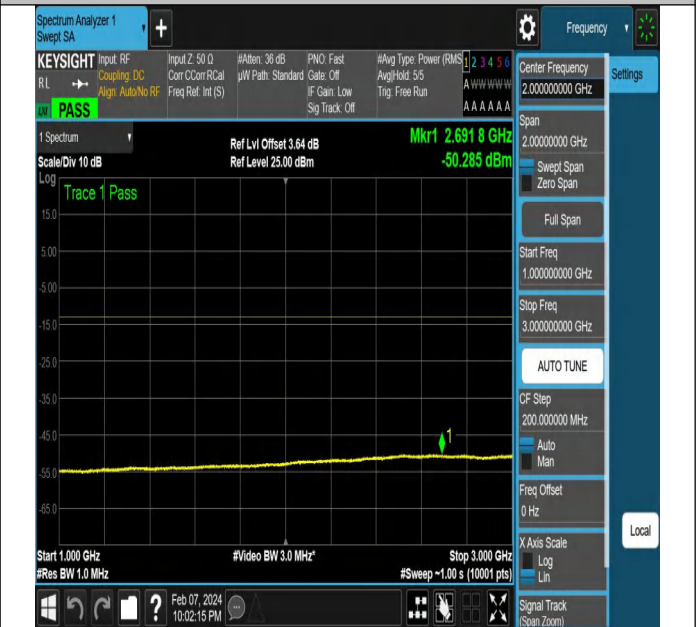 Spectrum Analyzer 1
Swept SA
Frequency
KEYSIGHT
RL
PASS
Input: RF
Coupling: DC
Align: Auto/No RF
Input Z: 50 Ω
Corr CCorr RCal
Freq Ref: Int (S)
#Atten: 36 dB
µW Path: Standard
PNO: Fast
Gate: Off
IF Gain: Low
Sig Track: Off
#Avg Type: Power (RMS
Avg|Hold: 5/5
Trig: Free Run
1 2 3 4 5 6
A W W W W W
A A A A A A
1 Spectrum
Scale/Div 10 dB
Log
Ref Lvl Offset 3.64 dB
Ref Level 25.00 dBm
Mkr1 2.691 8 GHz
-50.285 dBm
Trace 1 Pass
15.0
5.00
-5.00
-15.0
-25.0
-35.0
-45.0
-55.0
-65.0
1
Start 1.000 GHz
#Res BW 1.0 MHz
#Video BW 3.0 MHz*
Stop 3.000 GHz
#Sweep ~1.00 s (10001 pts)
Feb 07, 2024
10:02:15 PM
Settings
Center Frequency
2.000000000 GHz
Span
2.00000000 GHz
Swept Span
Zero Span
Full Span
Start Freq
1.000000000 GHz
Stop Freq
3.000000000 GHz
AUTO TUNE
CF Step
200.000000 MHz
Auto
Man
Freq Offset
0 Hz
X Axis Scale
Log
Lin
Signal Track
(Span Zoom)
Local